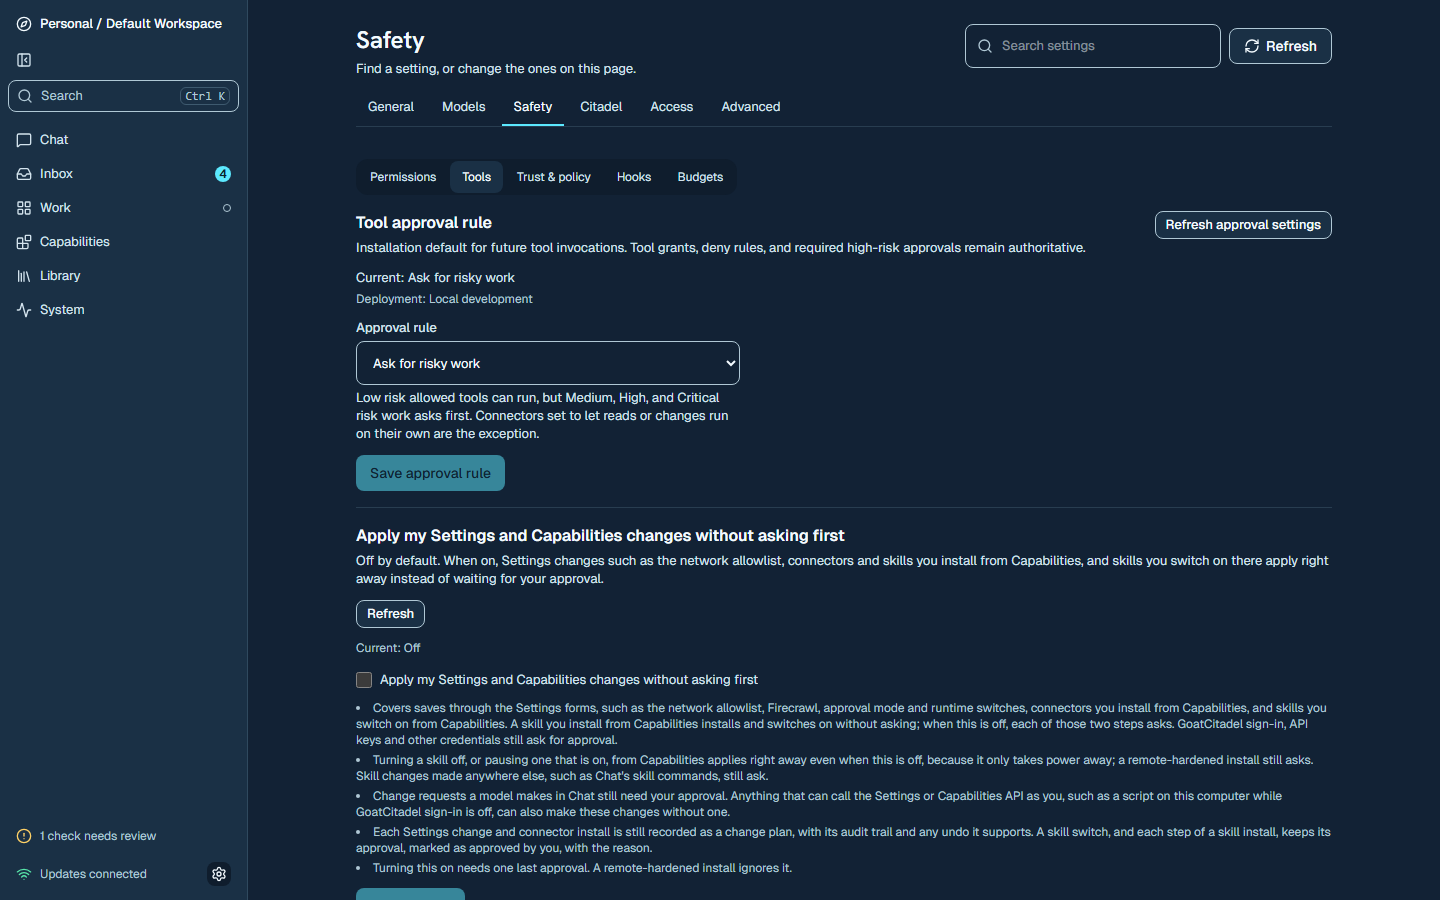 Personal / Default Workspace
Search
Ctrl K
Chat
Inbox
4
Work
Capabilities
Library
System
1 check needs review
Updates connected
Safety
Find a setting, or change the ones on this page.
Search settings
Refresh
General
Models
Safety
Citadel
Access
Advanced
Permissions
Tools
Trust & policy
Hooks
Budgets
Tool approval rule
Installation default for future tool invocations. Tool grants, deny rules, and required high-risk approvals remain authoritative.
Refresh approval settings
Current: Ask for risky work
Deployment: Local development
Approval rule
Ask for risky work
Low risk allowed tools can run, but Medium, High, and Critical
risk work asks first. Connectors set to let reads or changes run
on their own are the exception.
Save approval rule
Apply my Settings and Capabilities changes without asking first
Off by default. When on, Settings changes such as the network allowlist, connectors and skills you install from Capabilities, and skills you switch on there apply right
away instead of waiting for your approval.
Refresh
Current: Off
Apply my Settings and Capabilities changes without asking first
• Covers saves through the Settings forms, such as the network allowlist, Firecrawl, approval mode and runtime switches, connectors you install from Capabilities, and skills you
switch on from Capabilities. A skill you install from Capabilities installs and switches on without asking; when this is off, each of those two steps asks. GoatCitadel sign-in, API
keys and other credentials still ask for approval.
• Turning a skill off, or pausing one that is on, from Capabilities applies right away even when this is off, because it only takes power away; a remote-hardened install still asks.
Skill changes made anywhere else, such as Chat's skill commands, still ask.
• Change requests a model makes in Chat still need your approval. Anything that can call the Settings or Capabilities API as you, such as a script on this computer while
GoatCitadel sign-in is off, can also make these changes without one.
• Each Settings change and connector install is still recorded as a change plan, with its audit trail and any undo it supports. A skill switch, and each step of a skill install, keeps its
approval, marked as approved by you, with the reason.
• Turning this on needs one last approval. A remote-hardened install ignores it.